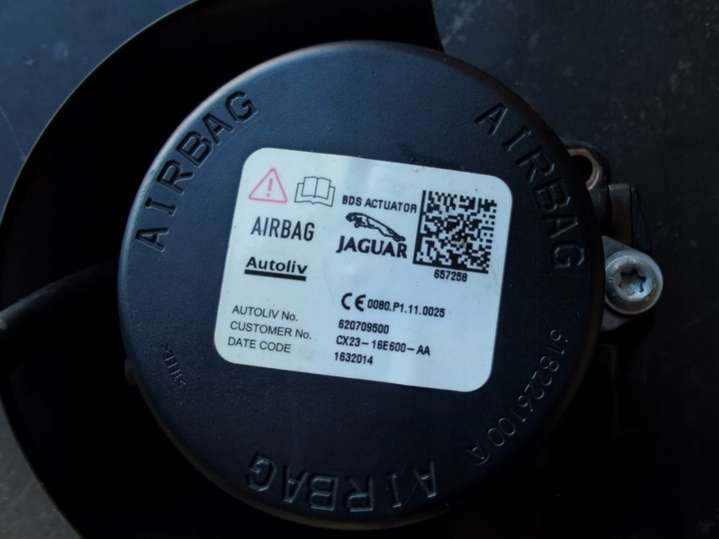 AIRBAG
AIRBAG
BDS ACTUATOR
AIRBAG
JAGUAR
657258
Autoliv
CE 0080.P1.11.0025
AUTOLIV No. 620709500
CUSTOMER No. CX23-16E600-AA
DATE CODE 1632014
618226100A
AIRBAG